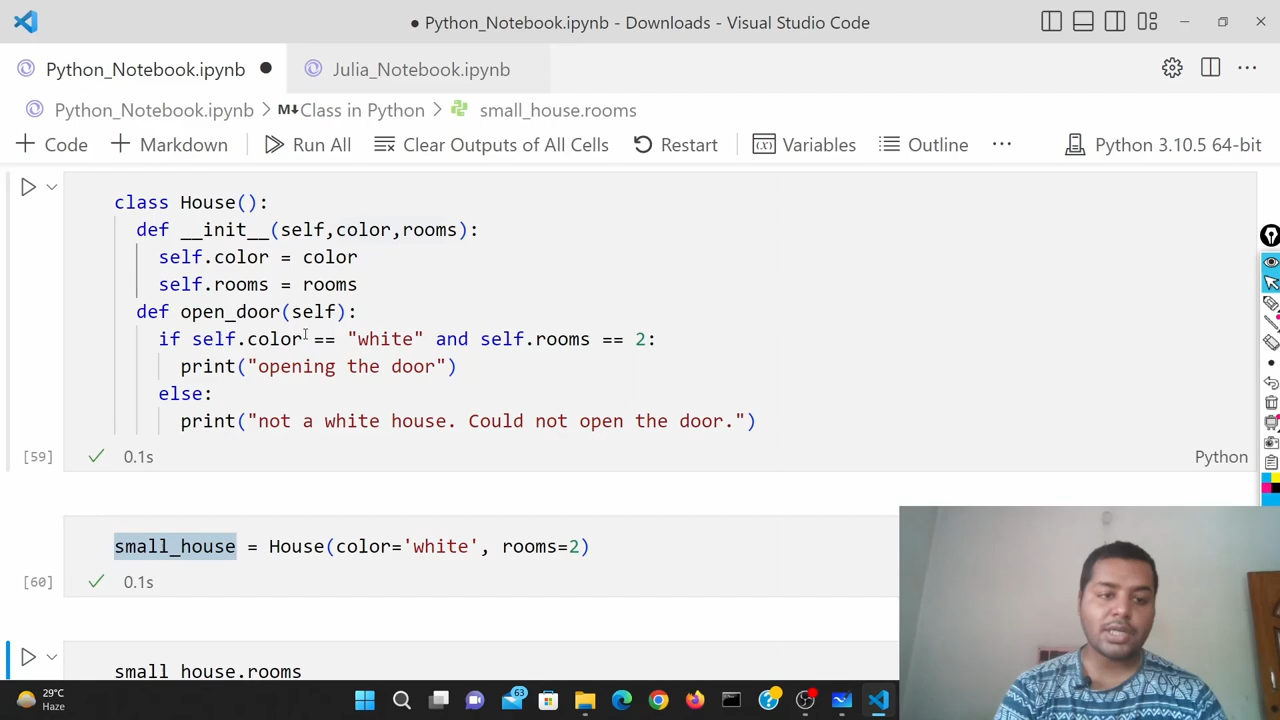 ● Python_Notebook.ipynb - Downloads - Visual Studio Code
Python_Notebook.ipynb ●
Julia_Notebook.ipynb
Python_Notebook.ipynb > M↓Class in Python > small_house.rooms
+ Code + Markdown Run All Clear Outputs of All Cells Restart (x) Variables Outline ... Python 3.10.5 64-bit
class House():
def __init__(self,color,rooms):
self.color = color
self.rooms = rooms
def open_door(self):
if self.color == "white" and self.rooms == 2:
print("opening the door")
else:
print("not a white house. Could not open the door.")
[59] ✓ 0.1s Python
small_house = House(color='white', rooms=2)
[60] ✓ 0.1s
small_house.rooms
29°C
Haze
63